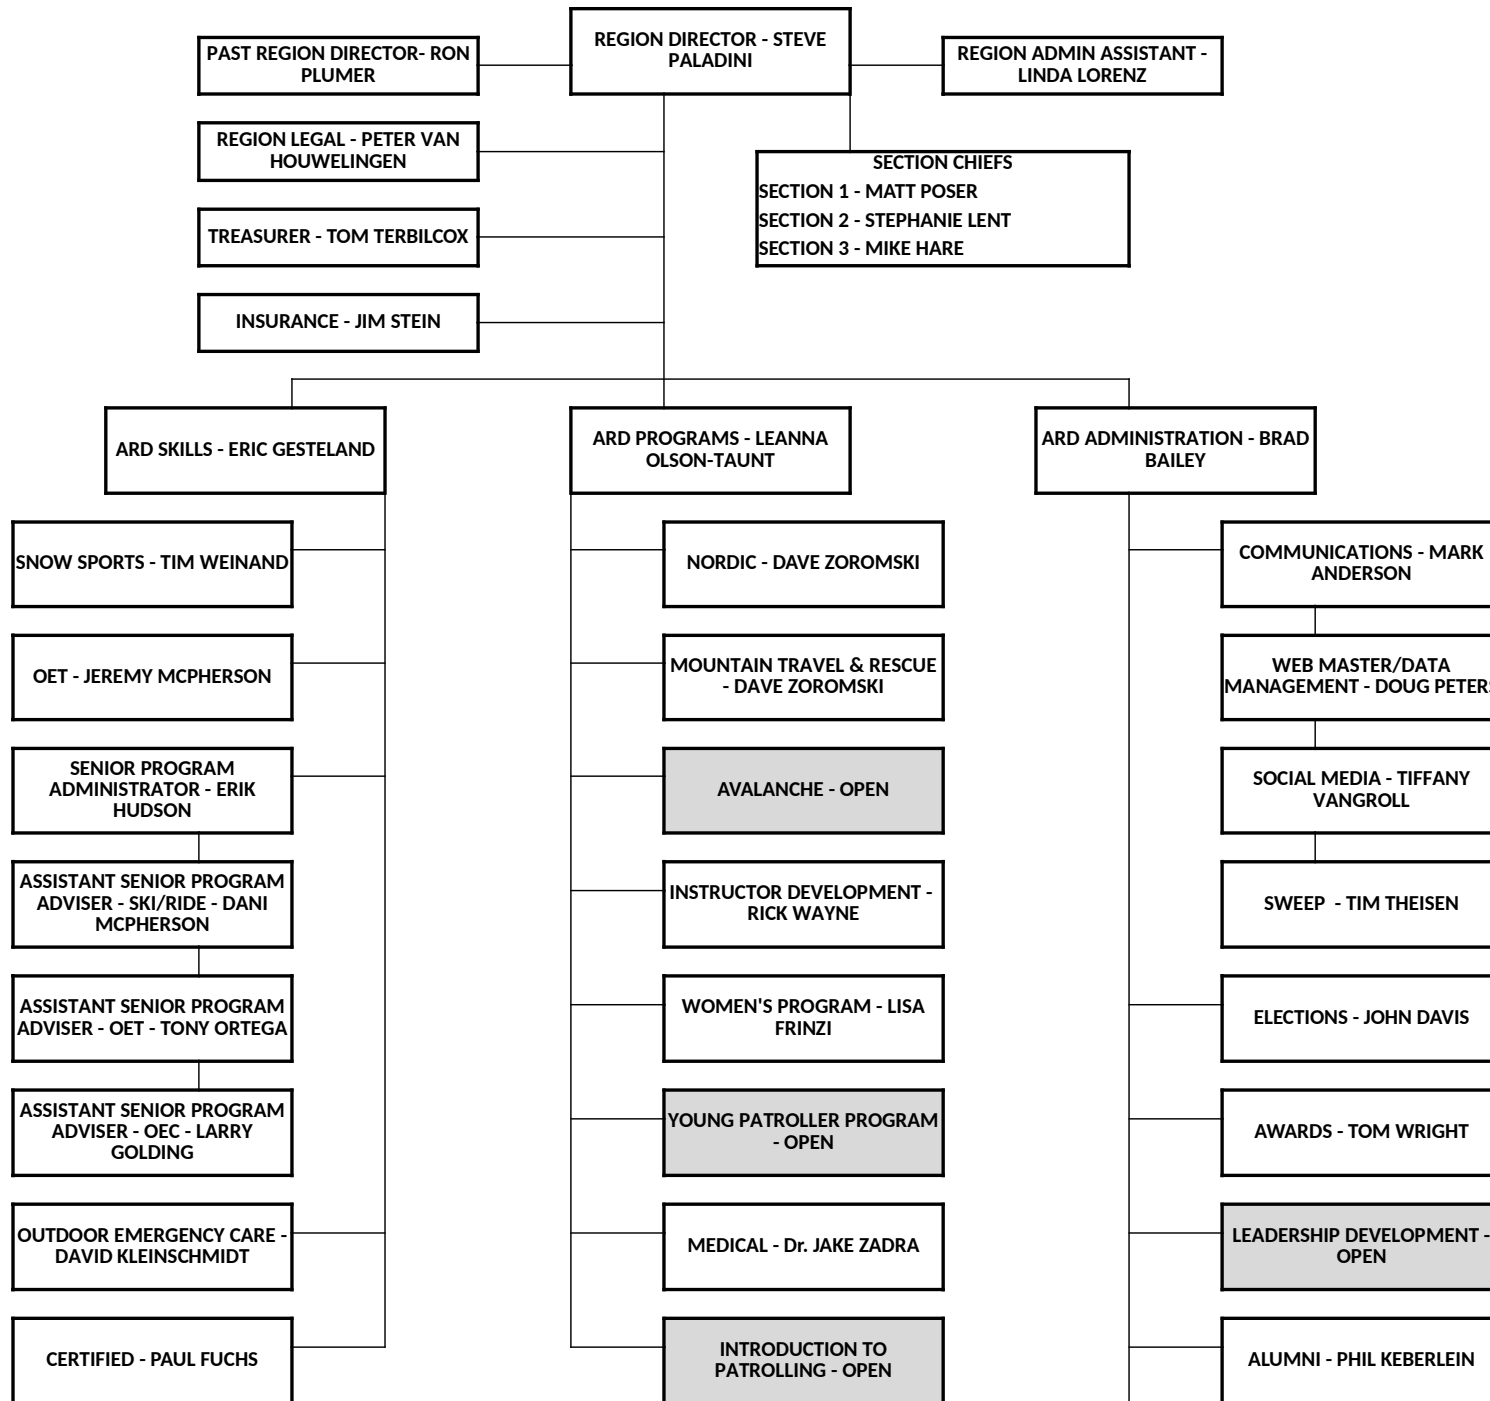 REGION DIRECTOR - STEVE
PALADINI
PAST REGION DIRECTOR- RON
PLUMER
REGION ADMIN ASSISTANT -
LINDA LORENZ
REGION LEGAL - PETER VAN
HOUWELINGEN
SECTION CHIEFS
SECTION 1 - MATT POSER
SECTION 2 - STEPHANIE LENT
SECTION 3 - MIKE HARE
TREASURER - TOM TERBILCOX
INSURANCE - JIM STEIN
ARD SKILLS - ERIC GESTELAND
ARD PROGRAMS - LEANNA
OLSON-TAUNT
ARD ADMINISTRATION - BRAD
BAILEY
SNOW SPORTS - TIM WEINAND
OET - JEREMY MCPHERSON
SENIOR PROGRAM
ADMINISTRATOR - ERIK
HUDSON
ASSISTANT SENIOR PROGRAM
ADVISER - SKI/RIDE - DANI
MCPHERSON
ASSISTANT SENIOR PROGRAM
ADVISER - OET - TONY ORTEGA
ASSISTANT SENIOR PROGRAM
ADVISER - OEC - LARRY
GOLDING
OUTDOOR EMERGENCY CARE -
DAVID KLEINSCHMIDT
CERTIFIED - PAUL FUCHS
NORDIC - DAVE ZOROMSKI
MOUNTAIN TRAVEL & RESCUE
- DAVE ZOROMSKI
AVALANCHE - OPEN
INSTRUCTOR DEVELOPMENT -
RICK WAYNE
WOMEN'S PROGRAM - LISA
FRINZI
YOUNG PATROLLER PROGRAM
- OPEN
MEDICAL - Dr. JAKE ZADRA
INTRODUCTION TO
PATROLLING - OPEN
COMMUNICATIONS - MARK
ANDERSON
WEB MASTER/DATA
MANAGEMENT - DOUG PETERS
SOCIAL MEDIA - TIFFANY
VANGROLL
SWEEP  - TIM THEISEN
ELECTIONS - JOHN DAVIS
AWARDS - TOM WRIGHT
LEADERSHIP DEVELOPMENT -
OPEN
ALUMNI - PHIL KEBERLEIN